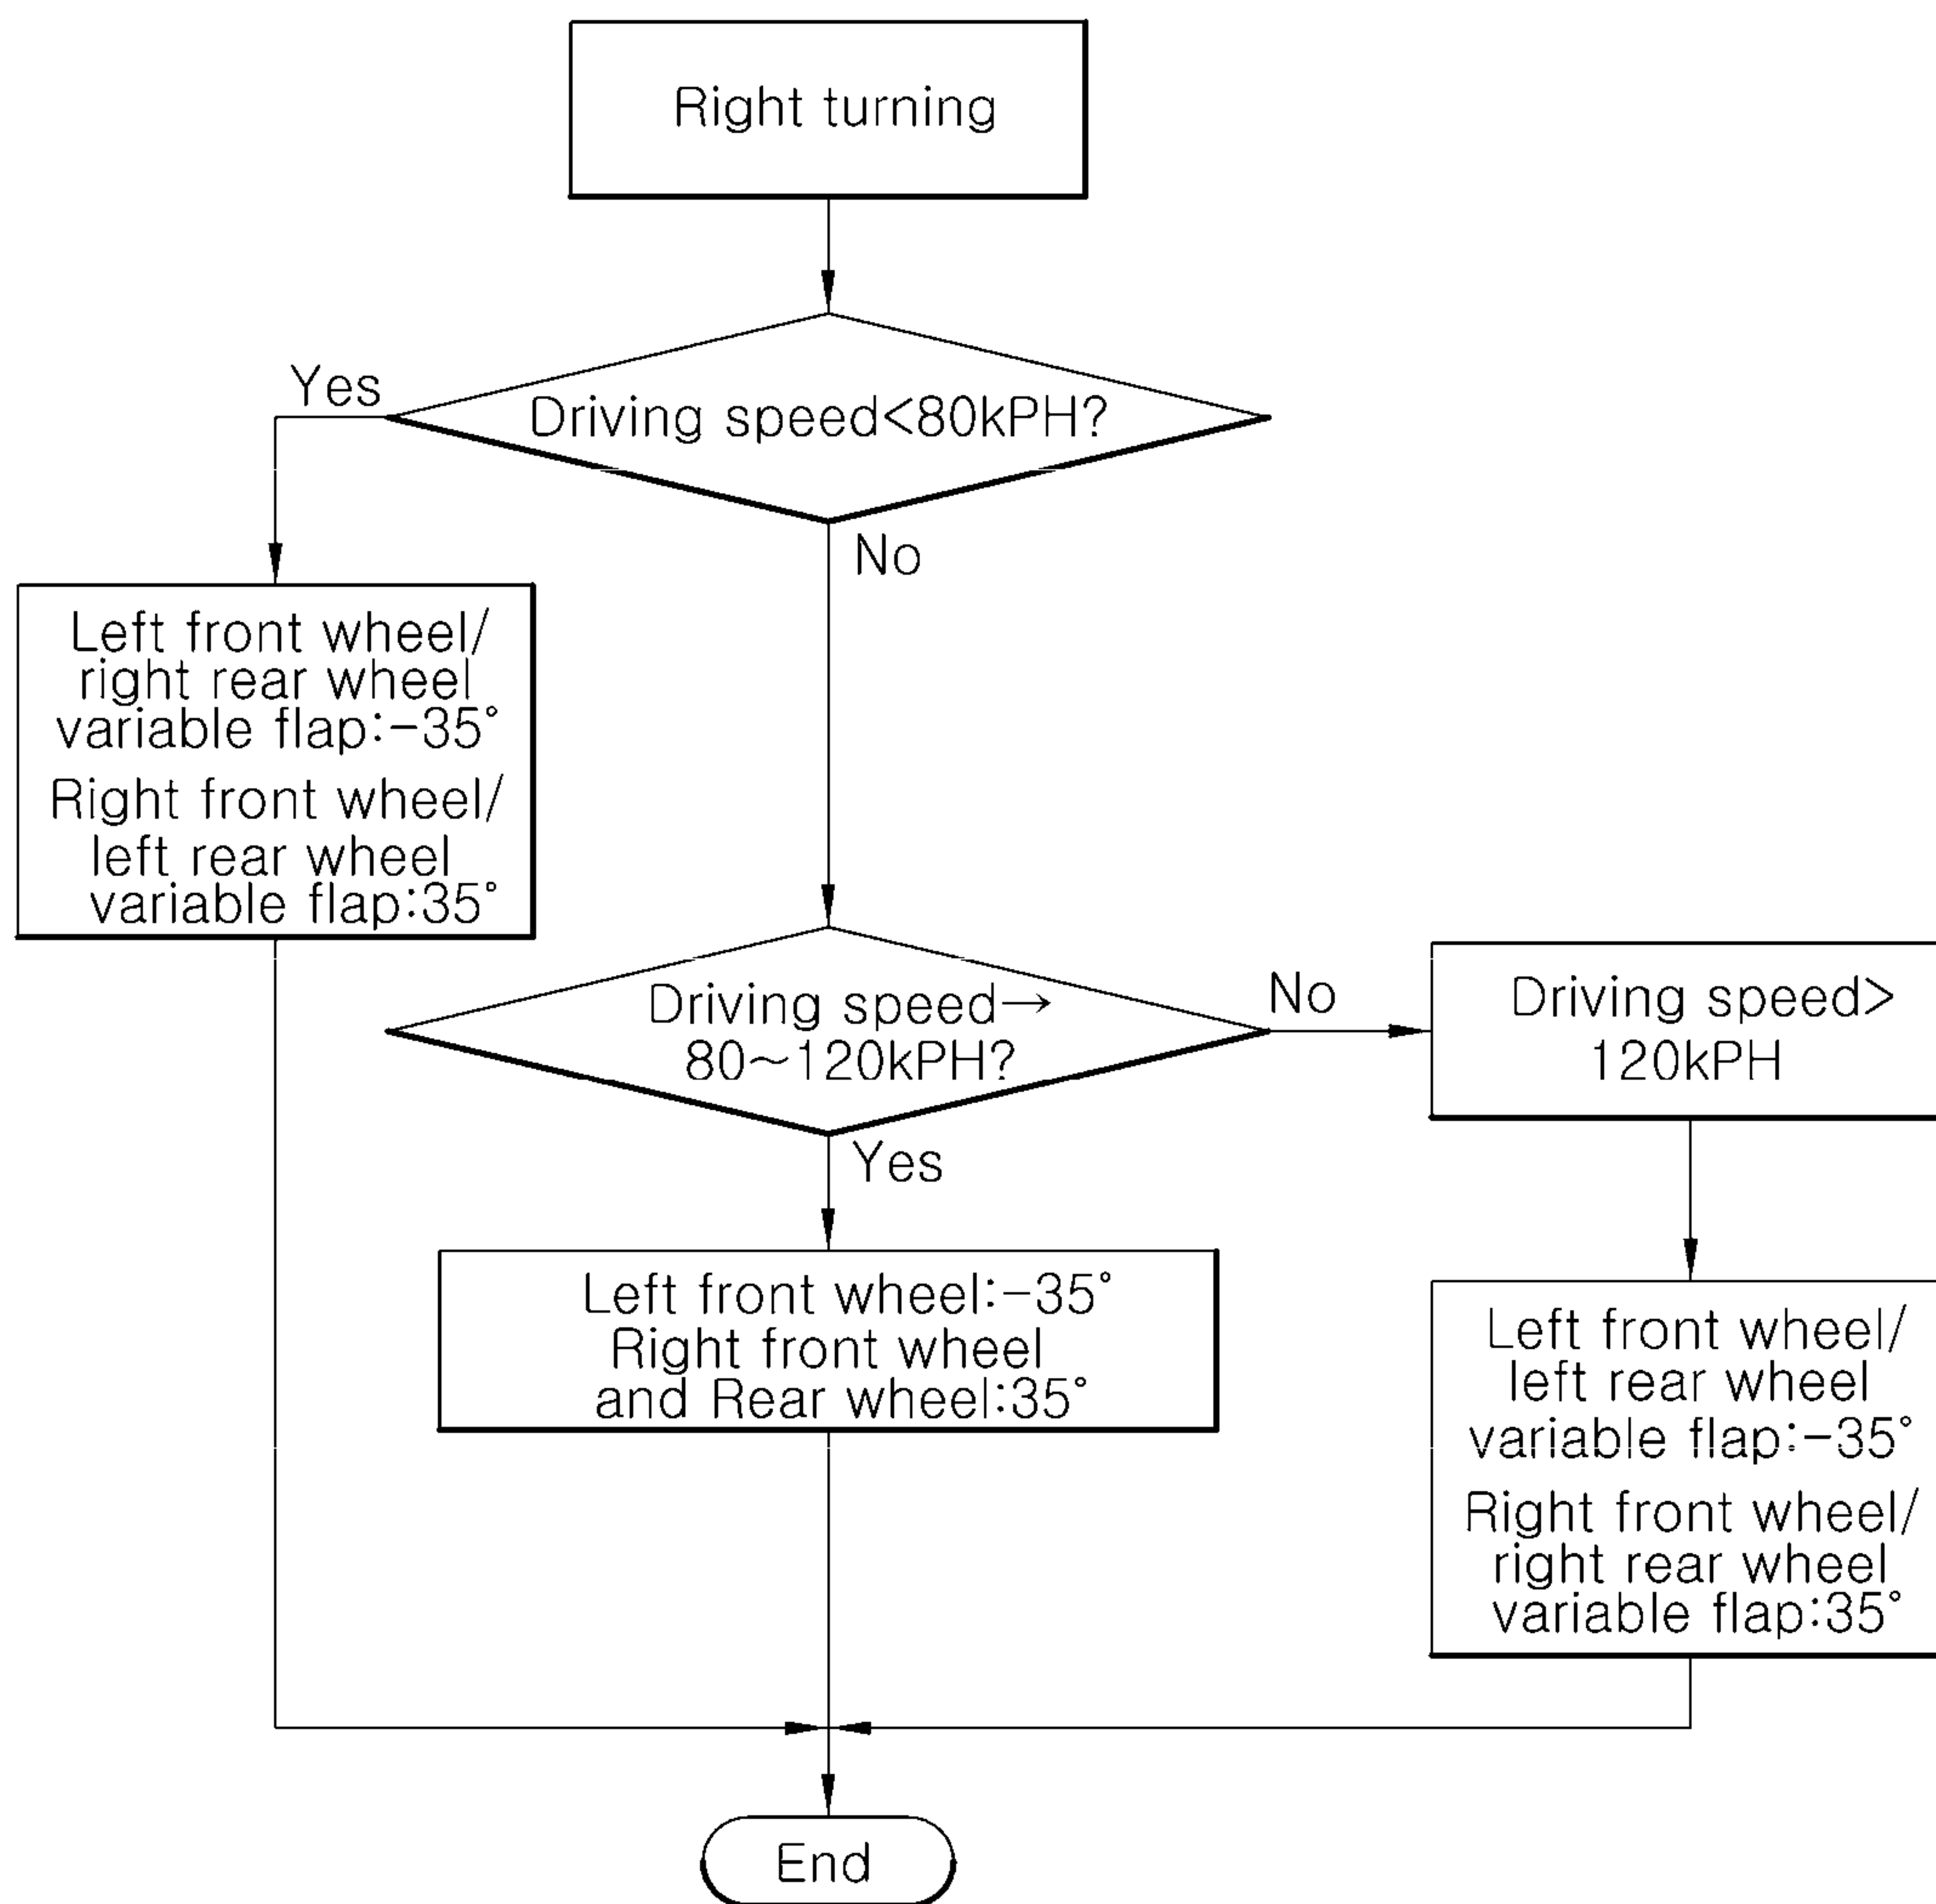 Right turning
Driving speed<80kPH?
Yes
No
Left front wheel/
right rear wheel
variable flap:-35°
Right front wheel/
left rear wheel
variable flap:35°
Driving speed→
80~120kPH?
No
Driving speed>
120kPH
Yes
Left front wheel:-35°
Right front wheel
and Rear wheel:35°
Left front wheel/
left rear wheel
variable flap:-35°
Right front wheel/
right rear wheel
variable flap:35°
End